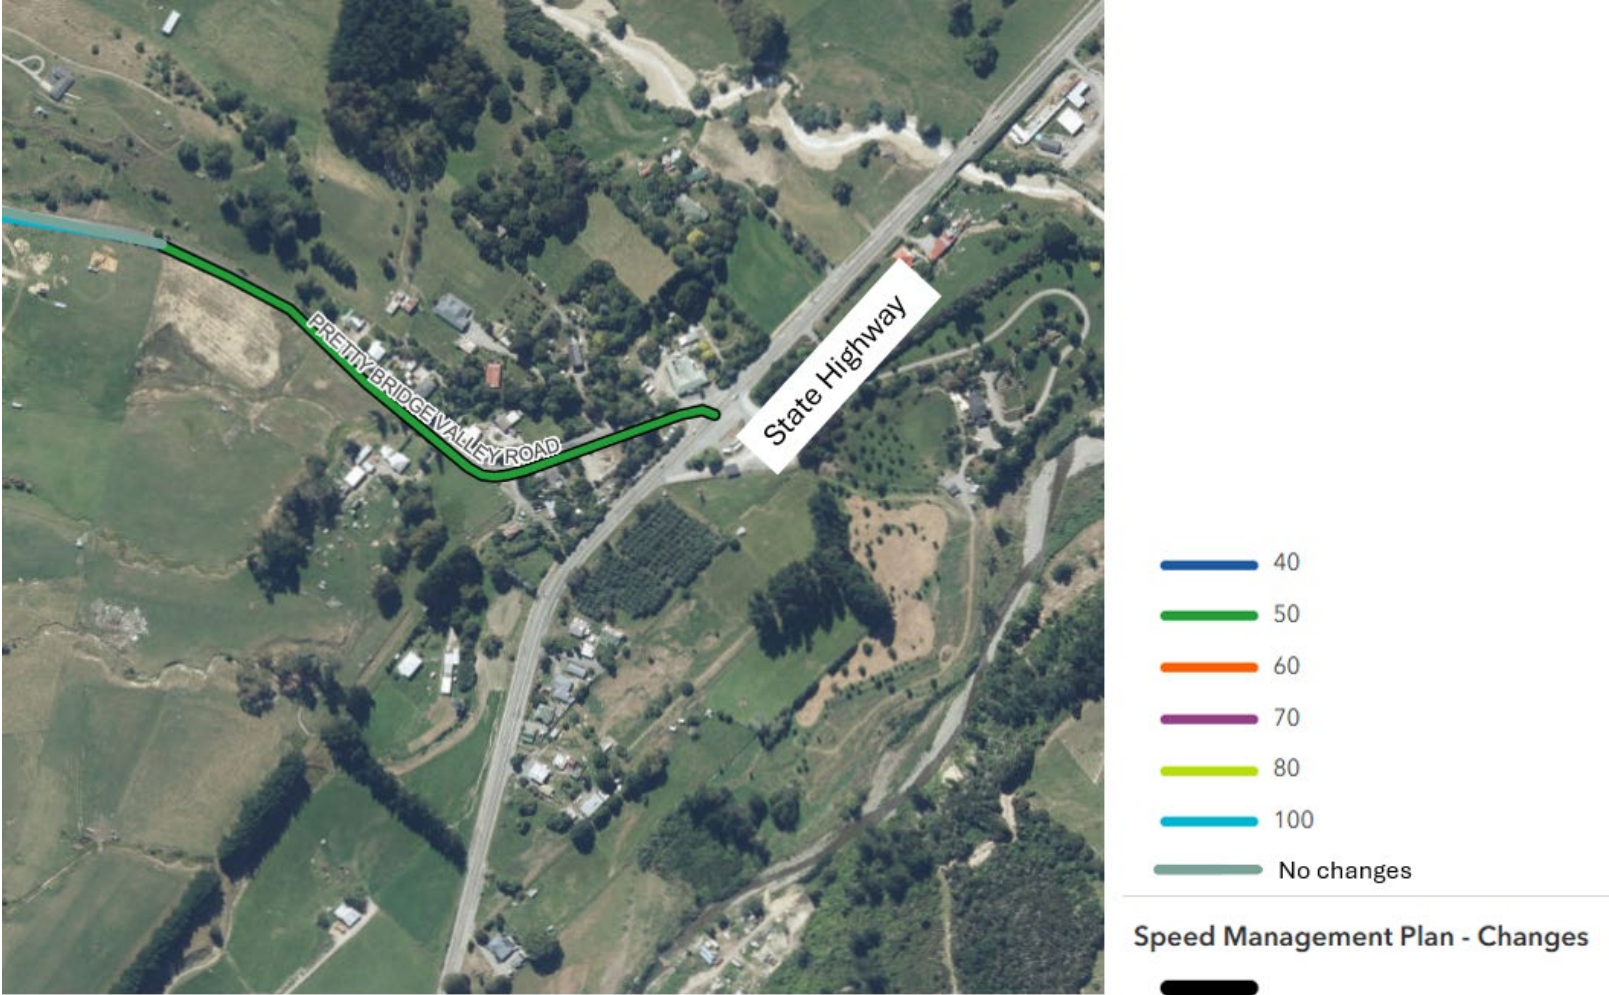 PRETTY BRIDGE VALLEY ROAD
State Highway
40
50
60
70
80
100
No changes
Speed Management Plan - Changes